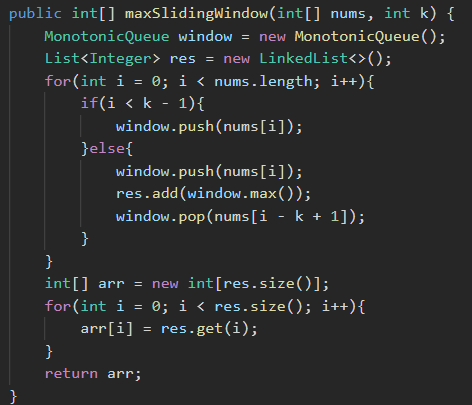 public int[] maxSlidingWindow(int[] nums, int k) {
    MonotonicQueue window = new MonotonicQueue();
    List<Integer> res = new LinkedList<>();
    for(int i = 0; i < nums.length; i++){
        if(i < k - 1){
            window.push(nums[i]);
        }else{
            window.push(nums[i]);
            res.add(window.max());
            window.pop(nums[i - k + 1]);
        }
    }
    int[] arr = new int[res.size()];
    for(int i = 0; i < res.size(); i++){
        arr[i] = res.get(i);
    }
    return arr;
}